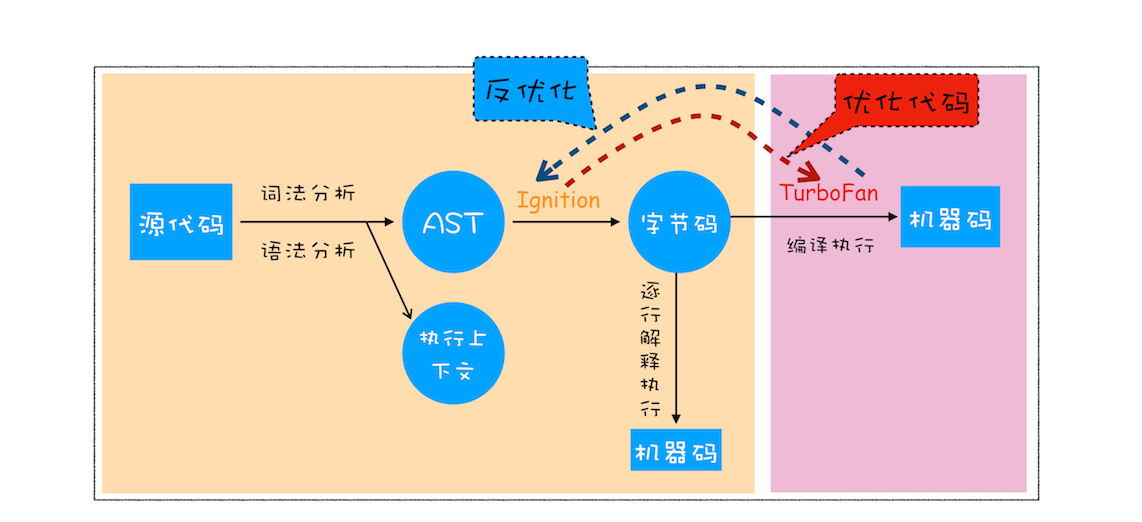 反优化
优化代码
源代码
词法分析
语法分析
AST
Ignition
字节码
TurboFan
编译执行
机器码
执行上
下文
逐
行
解
释
执
行
机器码